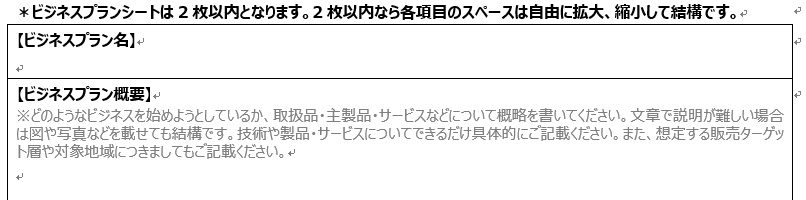 ＊ビジネスプランシートは２枚以内となります。２枚以内なら各項目のスペースは自由に拡大、縮小して結構です。
【ビジネスプラン名】
【ビジネスプラン概要】
※どのようなビジネスを始めようとしているか、取扱品・主製品・サービスなどについて概略を書いてください。文章で説明が難しい場合
は図や写真などを載せても結構です。技術や製品・サービスについてできるだけ具体的にご記載ください。また、想定する販売ターゲッ
ト層や対象地域につきましてもご記載ください。